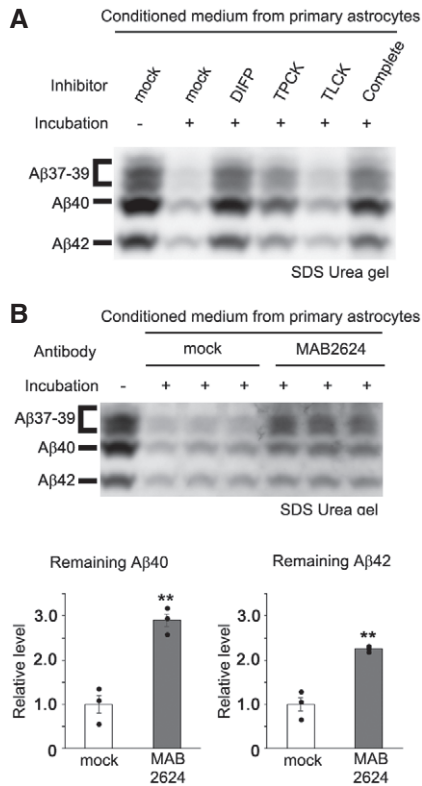 A
Conditioned medium from primary astrocytes
Inhibitor mock mock DIFP TPCK TLCK Complete
Incubation - + + + + +
Aβ37-39
Aβ40
Aβ42
SDS Urea gel
B
Conditioned medium from primary astrocytes
Antibody mock MAB2624
Incubation - + + + + + +
Aβ37-39
Aβ40
Aβ42
SDS Urea gel
Remaining Aβ40
Relative level
3.0
2.0
1.0
0
**
mock MAB
2624
Remaining Aβ42
Relative level
3.0
2.0
1.0
0
**
mock MAB
2624